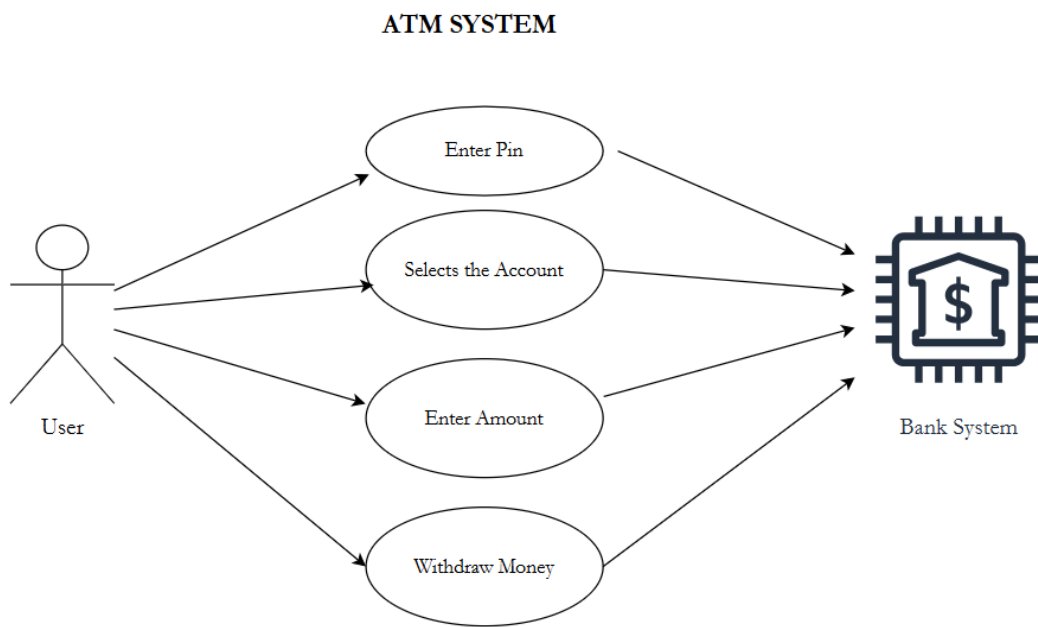 ATM SYSTEM
Enter Pin
Selects the Account
$
Enter Amount
User
Bank System
Withdraw Money